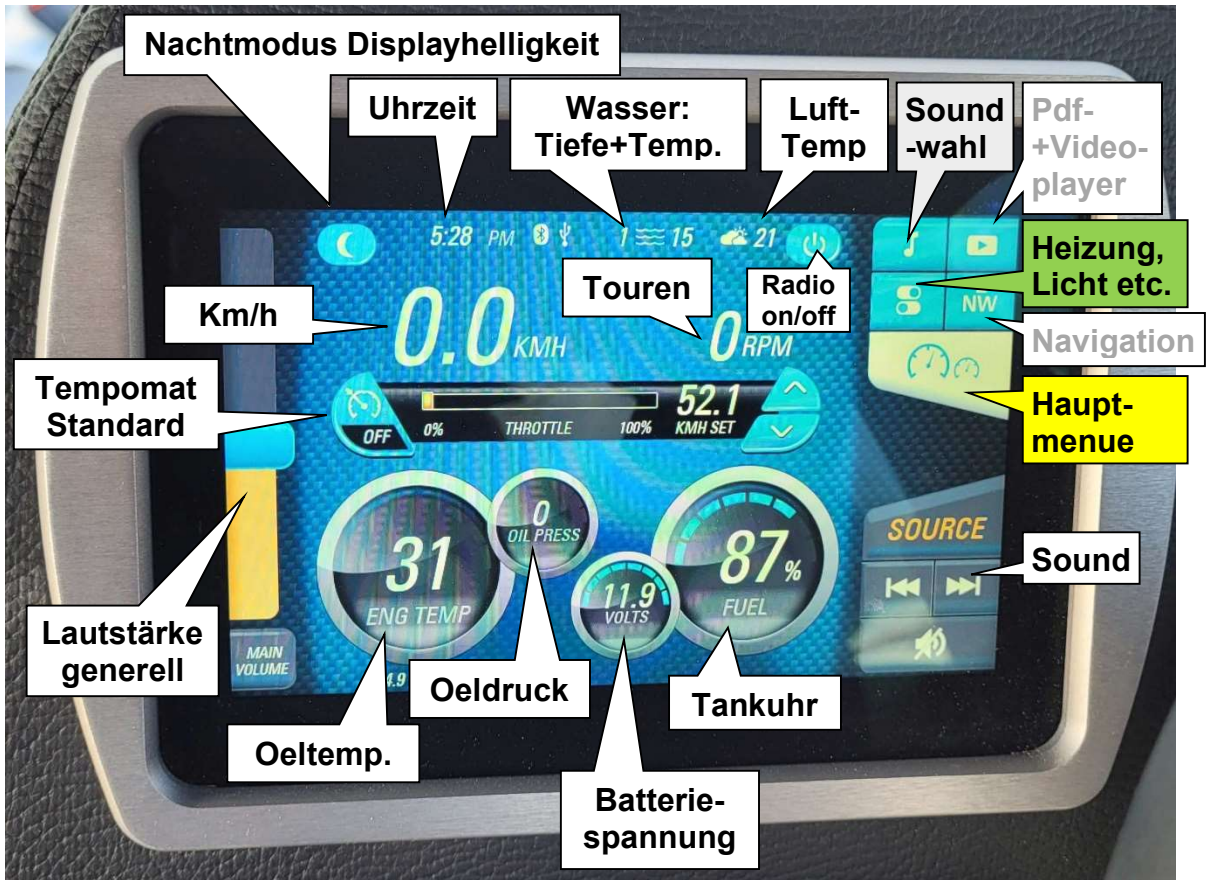 Nachtmodus Displayhelligkeit
Uhrzeit
Wasser:
Tiefe+Temp.
Luft-
Temp
Sound
-wahl
Pdf-
+Video-
player
5:28 PM
1
15
21
Heizung,
Licht etc.
Km/h
Touren
Radio
on/off
NW
Navigation
0.0 KMH
0 RPM
Tempomat
Standard
OFF
0%
THROTTLE
100%
52.1
KMH SET
Haupt-
menue
31
ENG TEMP
0
OIL PRESS
11.9
VOLTS
87%
FUEL
SOURCE
Sound
Lautstärke
generell
MAIN
VOLUME
4.9
Oeldruck
Tankuhr
Oeltemp.
Batterie-
spannung